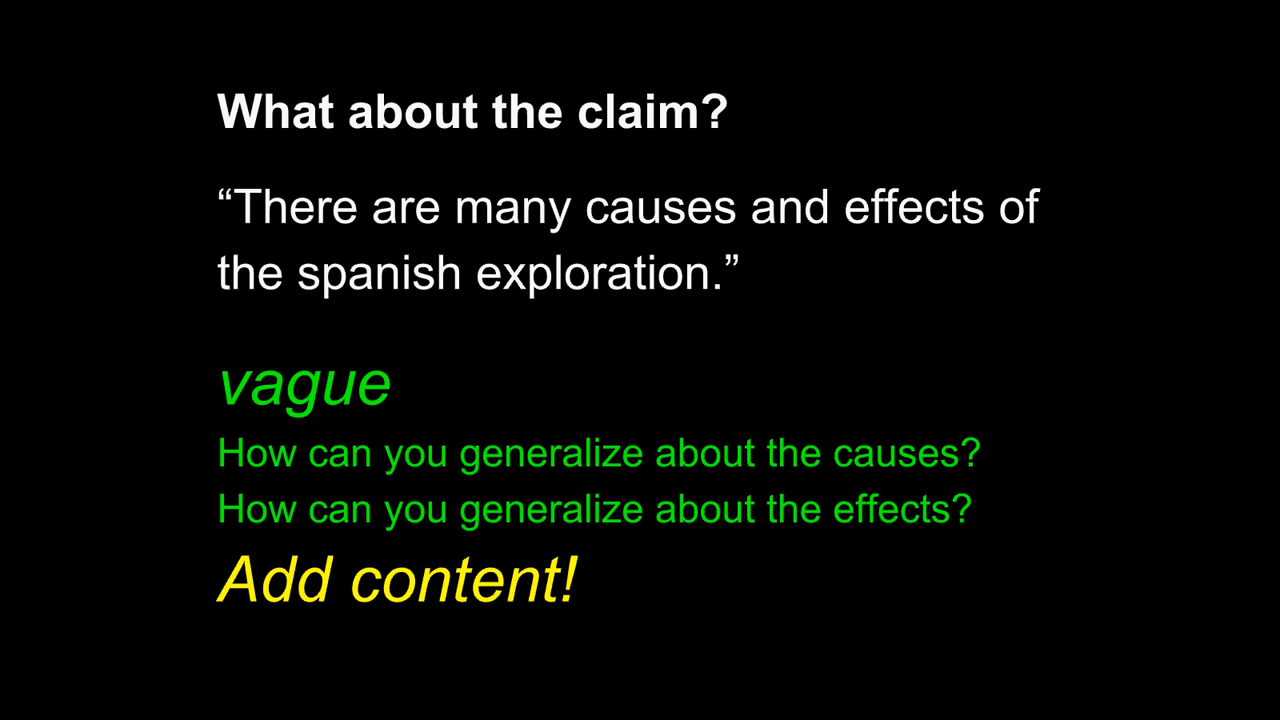 What about the claim?
“There are many causes and effects of
the spanish exploration.”
vague
How can you generalize about the causes?
How can you generalize about the effects?
Add content!